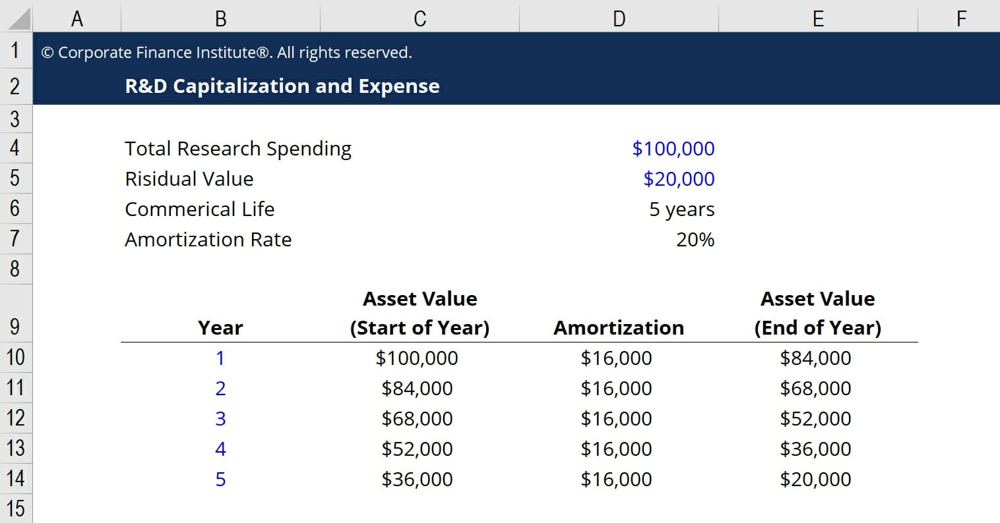 A B C D E F
1 © Corporate Finance Institute®. All rights reserved.
2 R&D Capitalization and Expense
3
4 Total Research Spending $100,000
5 Risidual Value $20,000
6 Commerical Life 5 years
7 Amortization Rate 20%
8
Asset Value Asset Value
9 Year (Start of Year) Amortization (End of Year)
10 1 $100,000 $16,000 $84,000
11 2 $84,000 $16,000 $68,000
12 3 $68,000 $16,000 $52,000
13 4 $52,000 $16,000 $36,000
14 5 $36,000 $16,000 $20,000
15